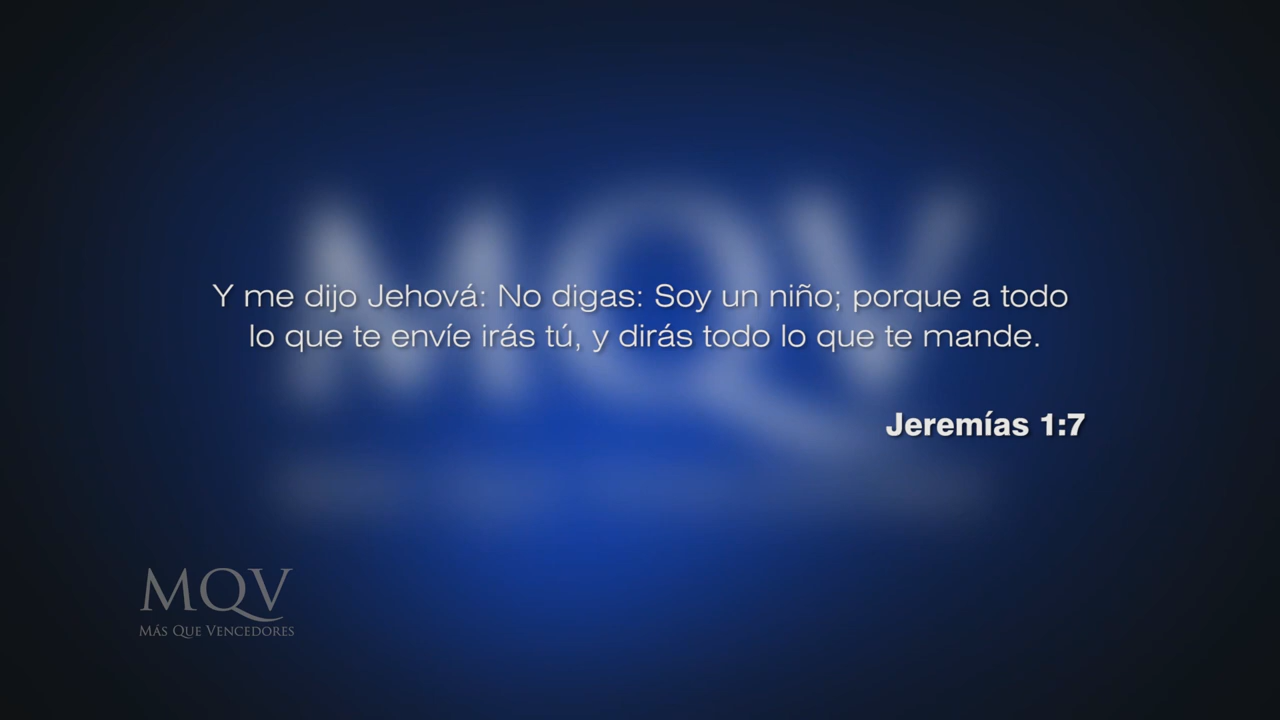 Y me dijo Jehová: No digas: Soy un niño; porque a todo
lo que te envíe irás tú, y dirás todo lo que te mande.
Jeremías 1:7
MQV
MQV
MÁS QUE VENCEDORES